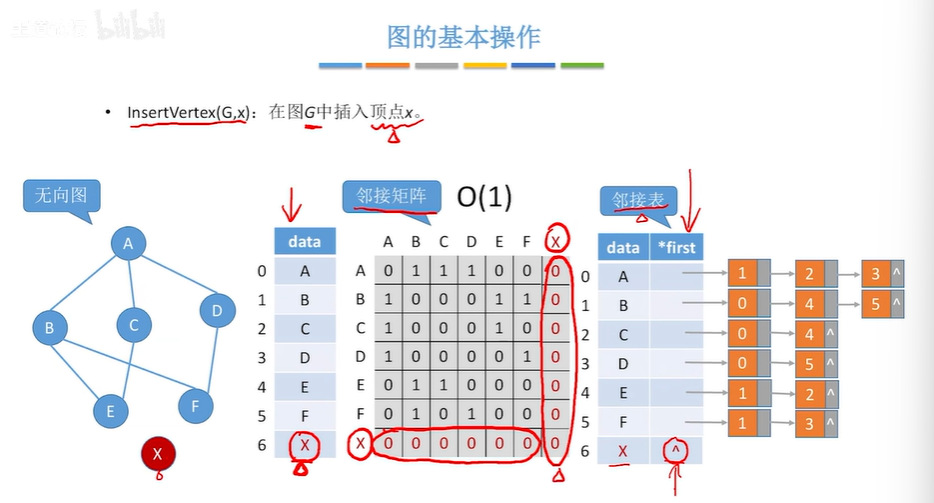 bilibili
图的基本操作
• InsertVertex(G,x)：在图G中插入顶点x。
无向图
A
B
C
D
E
F
X
data
0 A
1 B
2 C
3 D
4 E
5 F
6 X
邻接矩阵
O(1)
A B C D E F X
A 0 1 1 1 0 0 0
B 1 0 0 0 1 1 0
C 1 0 0 0 1 0 0
D 1 0 0 0 0 1 0
E 0 1 1 0 0 0 0
F 0 1 0 1 0 0 0
X 0 0 0 0 0 0 0
邻接表
data *first
0 A 1 2 3 ^
1 B 0 4 5 ^
2 C 0 4 ^
3 D 0 5 ^
4 E 1 2 ^
5 F 1 3 ^
6 X ^